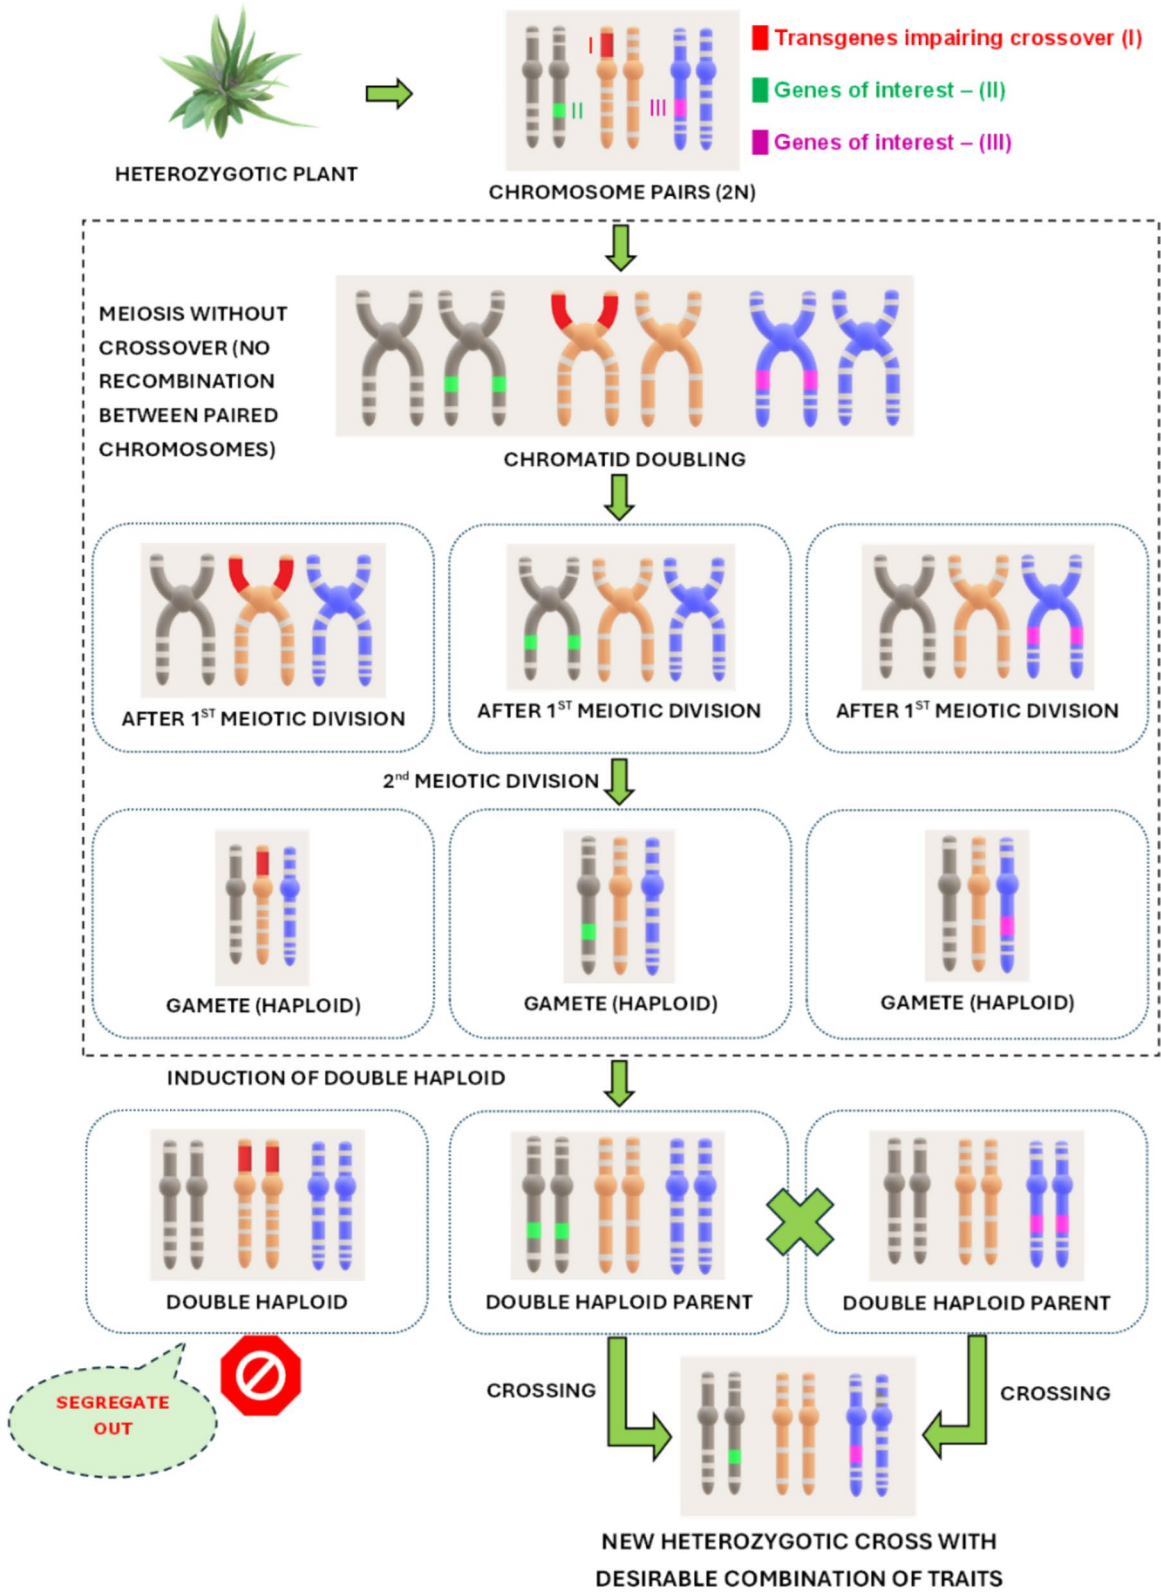 Transgenes impairing crossover (I)
I
II
III
Genes of interest – (II)
Genes of interest – (III)
HETEROZYGOTIC PLANT
CHROMOSOME PAIRS (2N)
MEIOSIS WITHOUT
CROSSOVER (NO
RECOMBINATION
BETWEEN PAIRED
CHROMOSOMES)
CHROMATID DOUBLING
AFTER 1ST MEIOTIC DIVISION
AFTER 1ST MEIOTIC DIVISION
AFTER 1ST MEIOTIC DIVISION
2nd MEIOTIC DIVISION
GAMETE (HAPLOID)
GAMETE (HAPLOID)
GAMETE (HAPLOID)
INDUCTION OF DOUBLE HAPLOID
DOUBLE HAPLOID
DOUBLE HAPLOID PARENT
DOUBLE HAPLOID PARENT
SEGREGATE
OUT
CROSSING
CROSSING
NEW HETEROZYGOTIC CROSS WITH
DESIRABLE COMBINATION OF TRAITS